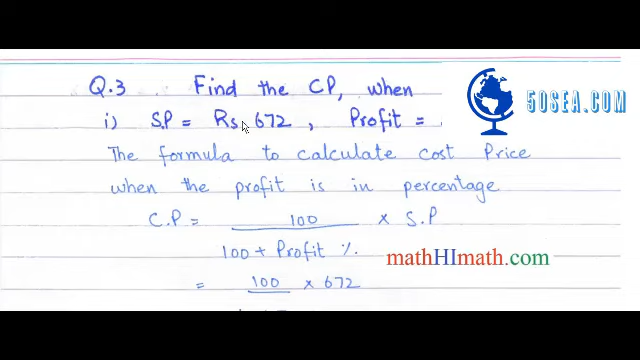 Q.3 Find the CP, when
50SEA.COM
i) S.P = Rs. 672, Profit =
The formula to calculate cost Price
when the profit is in percentage
C.P = 100 × S.P
100 + Profit %.
mathHImath.com
= 100 × 672